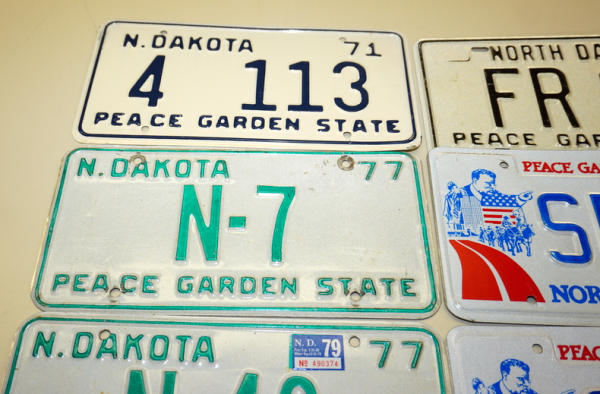 N. DAKOTA 71
4 113
PEACE GARDEN STATE
NORTH DA
FR
PEACE GAR
N. DAKOTA 77
N-7
PEACE GARDEN STATE
PEACE GA
S
NOR
N. DAKOTA 77
N.D. 79
No 490374
PEAC